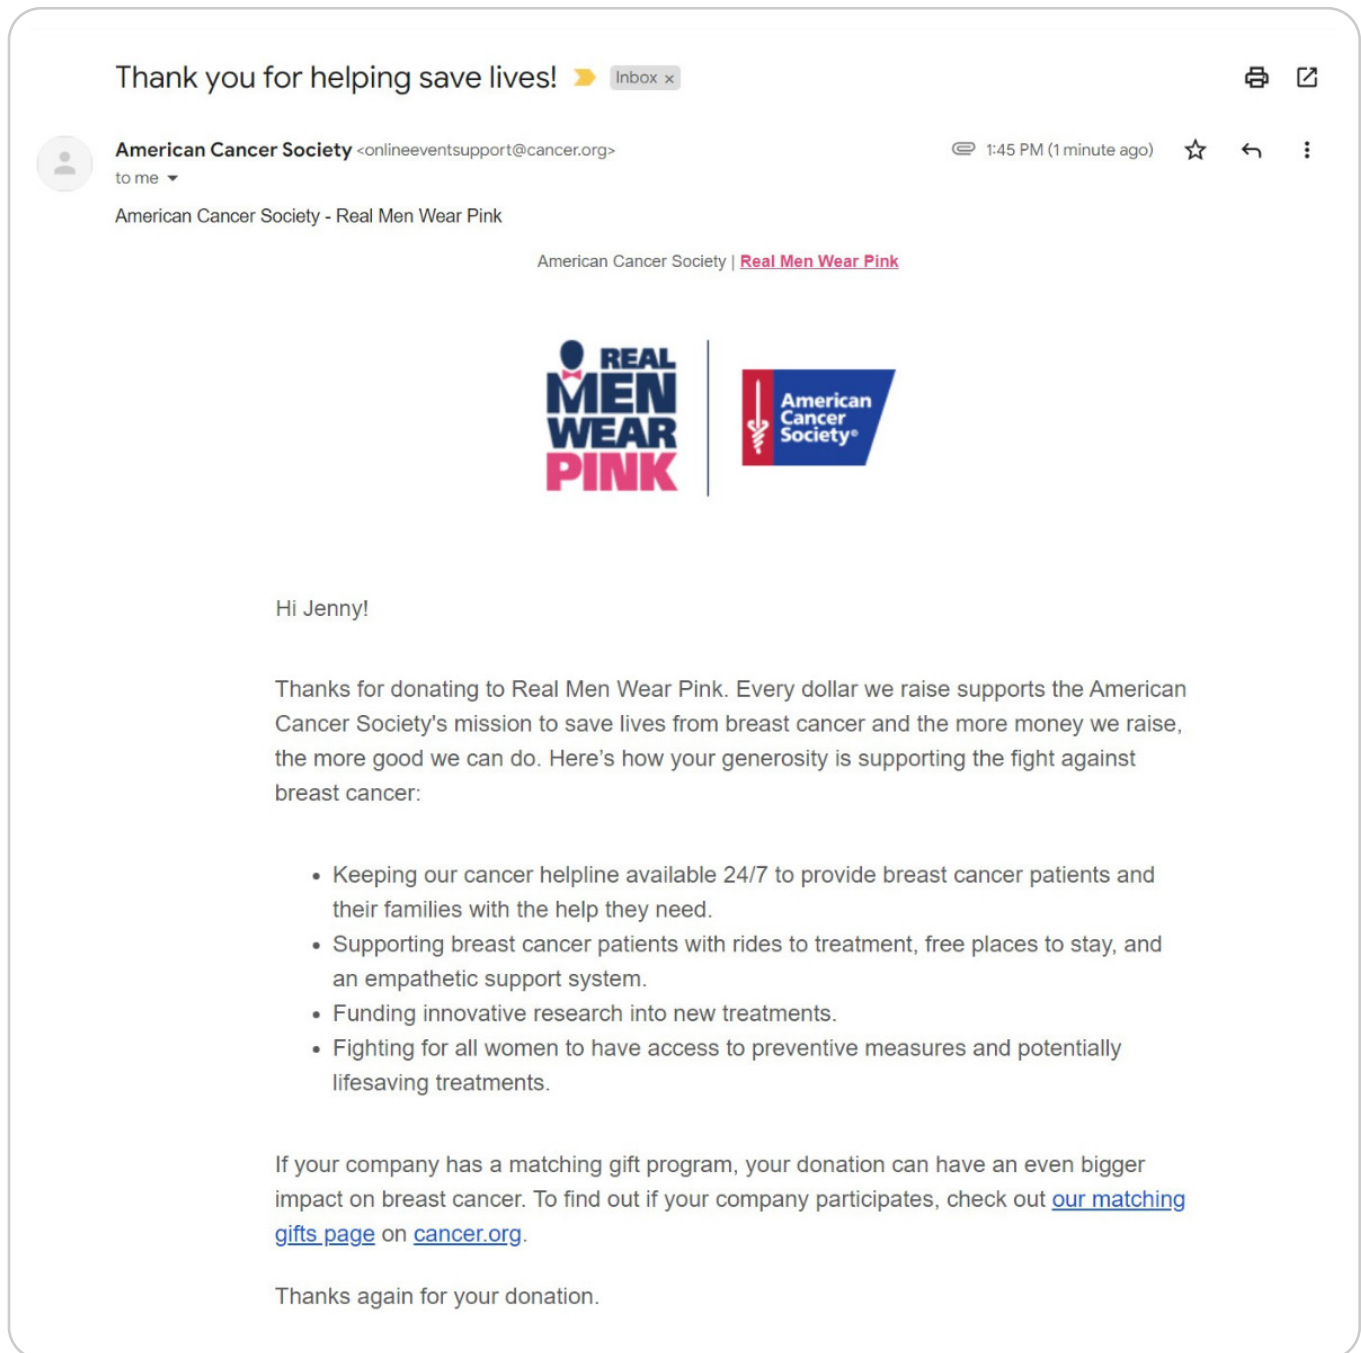 Thank you for helping save lives! Inbox x
American Cancer Society <onlineeventsupport@cancer.org> 1:45 PM (1 minute ago)
to me
American Cancer Society - Real Men Wear Pink
American Cancer Society | Real Men Wear Pink
REAL
MEN
WEAR
PINK
American
Cancer
Society®
Hi Jenny!
Thanks for donating to Real Men Wear Pink. Every dollar we raise supports the American
Cancer Society's mission to save lives from breast cancer and the more money we raise,
the more good we can do. Here’s how your generosity is supporting the fight against
breast cancer:
• Keeping our cancer helpline available 24/7 to provide breast cancer patients and
their families with the help they need.
• Supporting breast cancer patients with rides to treatment, free places to stay, and
an empathetic support system.
• Funding innovative research into new treatments.
• Fighting for all women to have access to preventive measures and potentially
lifesaving treatments.
If your company has a matching gift program, your donation can have an even bigger
impact on breast cancer. To find out if your company participates, check out our matching
gifts page on cancer.org.
Thanks again for your donation.